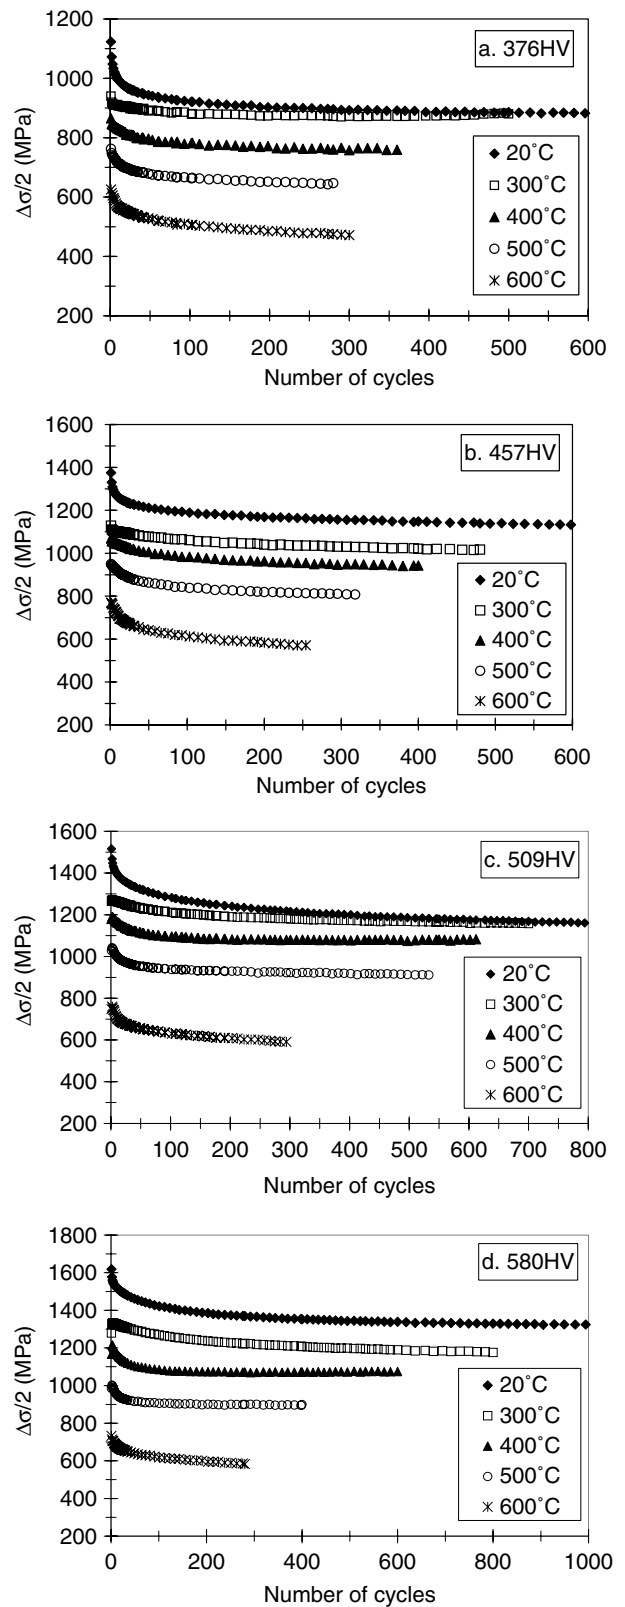 1200
a. 376HV
1000
Δσ/2 (MPa)
800
20°C
300°C
600
400°C
500°C
400
600°C
200
0 100 200 300 400 500 600
Number of cycles
1600
b. 457HV
1400
1200
Δσ/2 (MPa)
1000
20°C
800
300°C
400°C
600
500°C
400
600°C
200
0 100 200 300 400 500 600
Number of cycles
1600
c. 509HV
1400
1200
Δσ/2 (MPa)
1000
20°C
800
300°C
600
400°C
500°C
400
600°C
200
0 100 200 300 400 500 600 700 800
Number of cycles
1800
d. 580HV
1600
1400
1200
Δσ/2 (MPa)
1000
20°C
300°C
800
400°C
600
500°C
400
600°C
200
0 200 400 600 800 1000
Number of cycles